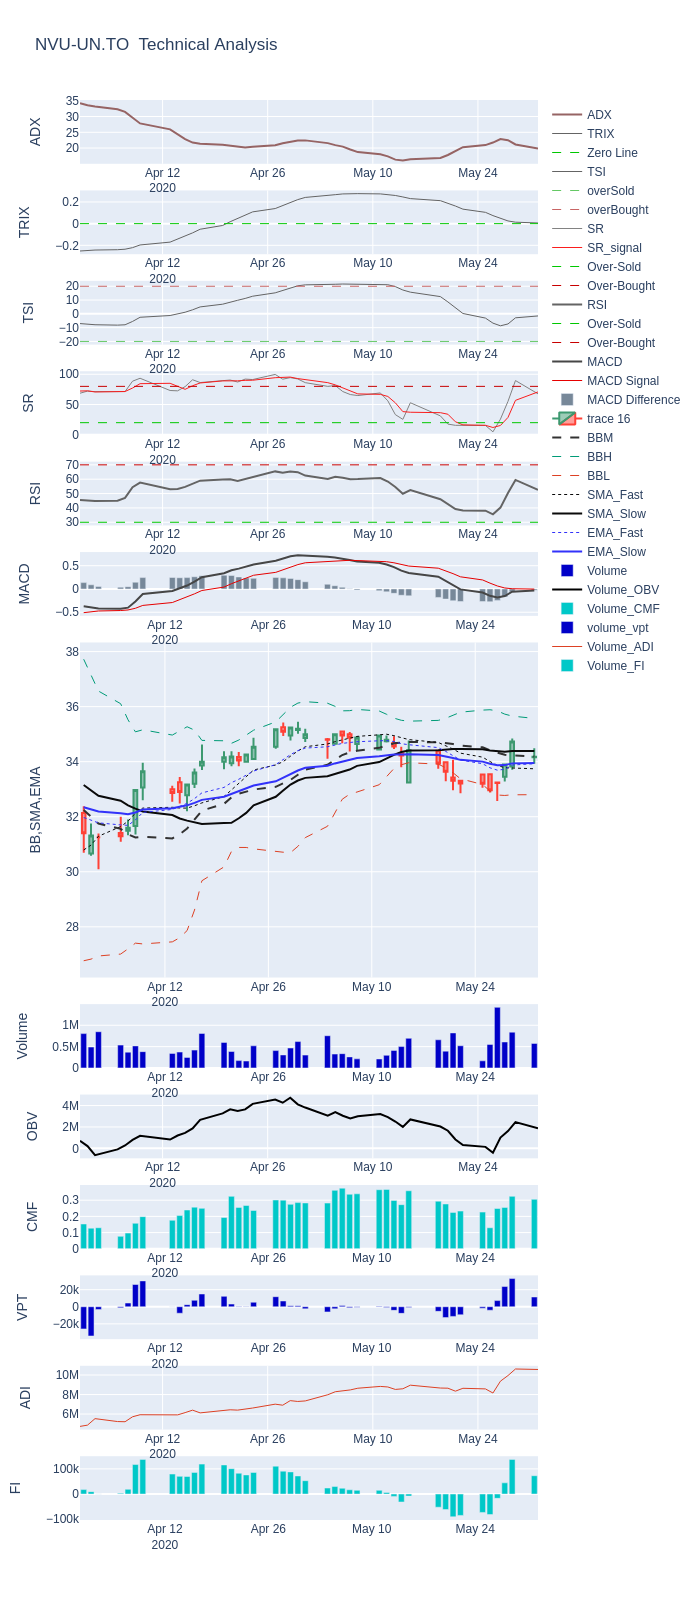 NVU-UN.TO  Technical Analysis
ADX
35
30
25
20
Apr 12
2020
Apr 26
May 10
May 24
TRIX
0.2
0
−0.2
Apr 12
2020
Apr 26
May 10
May 24
TSI
20
10
0
−10
−20
Apr 12
2020
Apr 26
May 10
May 24
SR
100
50
0
Apr 12
2020
Apr 26
May 10
May 24
RSI
70
60
50
40
30
Apr 12
2020
Apr 26
May 10
May 24
MACD
0.5
0
−0.5
Apr 12
2020
Apr 26
May 10
May 24
BB,SMA,EMA
38
36
34
32
30
28
Apr 12
2020
Apr 26
May 10
May 24
Volume
1M
0.5M
0
Apr 12
2020
Apr 26
May 10
May 24
OBV
4M
2M
0
Apr 12
2020
Apr 26
May 10
May 24
CMF
0.3
0.2
0.1
0
Apr 12
2020
Apr 26
May 10
May 24
VPT
20k
0
−20k
Apr 12
2020
Apr 26
May 10
May 24
ADI
10M
8M
6M
Apr 12
2020
Apr 26
May 10
May 24
FI
100k
0
−100k
Apr 12
2020
Apr 26
May 10
May 24
ADX
TRIX
Zero Line
TSI
overSold
overBought
SR
SR_signal
Over-Sold
Over-Bought
RSI
Over-Sold
Over-Bought
MACD
MACD Signal
MACD Difference
trace 16
BBM
BBH
BBL
SMA_Fast
SMA_Slow
EMA_Fast
EMA_Slow
Volume
Volume_OBV
Volume_CMF
volume_vpt
Volume_ADI
Volume_FI